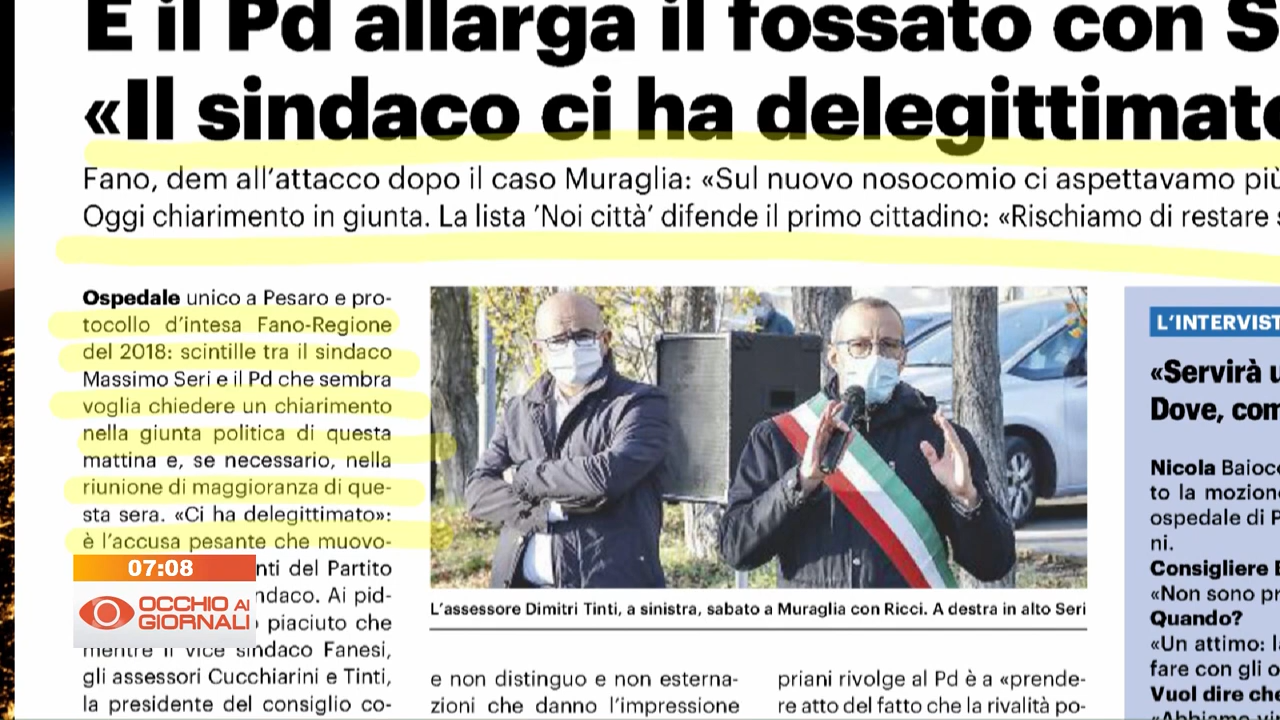 E il Pd allarga il fossato con S
«Il sindaco ci ha delegittimato
Fano, dem all'attacco dopo il caso Muraglia: «Sul nuovo nosocomio ci aspettavamo più
Oggi chiarimento in giunta. La lista 'Noi città' difende il primo cittadino: «Rischiamo di restare s
Ospedale unico a Pesaro e pro-
tocollo d'intesa Fano-Regione
del 2018: scintille tra il sindaco
Massimo Seri e il Pd che sembra
voglia chiedere un chiarimento
nella giunta politica di questa
mattina e, se necessario, nella
riunione di maggioranza di que-
sta sera. «Ci ha delegittimato»:
è l'accusa pesante che muovo-
nti del Partito
ndaco. Ai pid-
piaciuto che
mentre il vice sindaco Fanesi,
gli assessori Cucchiarini e Tinti,
la presidente del consiglio co-
07:08
OCCHIO AI
GIORNALI
L'assessore Dimitri Tinti, a sinistra, sabato a Muraglia con Ricci. A destra in alto Seri
e non distinguo e non esterna-
zioni che danno l'impressione
priani rivolge al Pd è a «prende-
re atto del fatto che la rivalità po-
L'INTERVIST
«Servirà u
Dove, com
Nicola Baiocc
to la mozion
ospedale di P
ni.
Consigliere B
«Non sono pr
Quando?
«Un attimo: la
fare con gli o
Vuol dire che
«Abbiamo vi